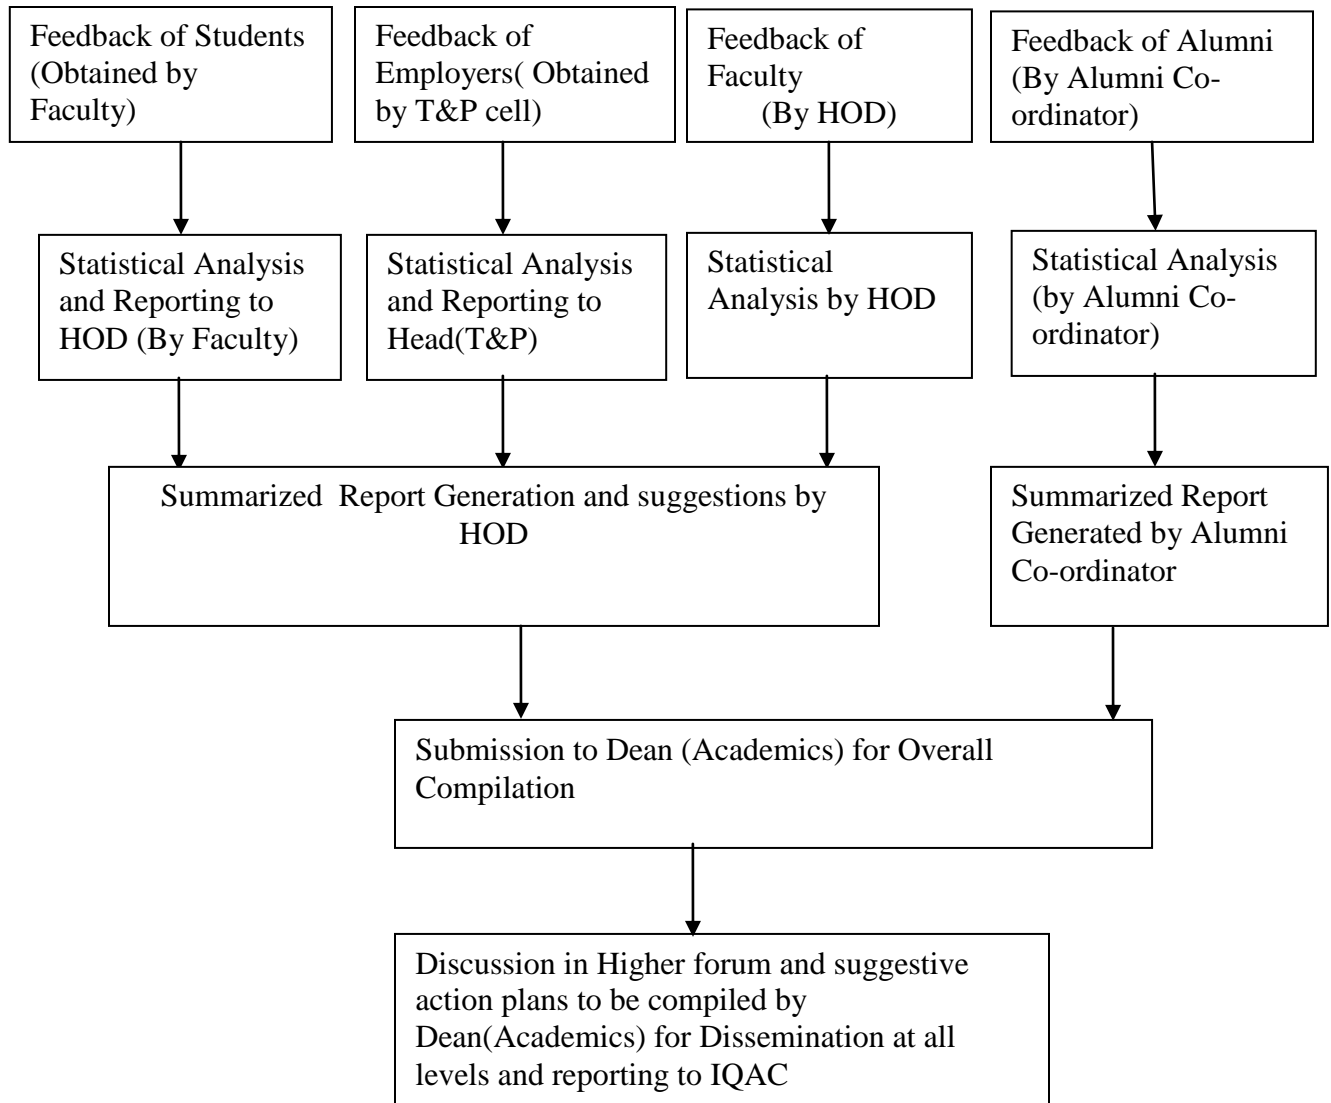 Feedback of Students
(Obtained by
Faculty)
Feedback of
Employers( Obtained
by T&P cell)
Feedback of
Faculty
(By HOD)
Feedback of Alumni
(By Alumni Co-
ordinator)
Statistical Analysis
and Reporting to
HOD (By Faculty)
Statistical Analysis
and Reporting to
Head(T&P)
Statistical
Analysis by HOD
Statistical Analysis
(by Alumni Co-
ordinator)
Summarized  Report Generation and suggestions by
HOD
Summarized Report
Generated by Alumni
Co-ordinator
Submission to Dean (Academics) for Overall
Compilation
Discussion in Higher forum and suggestive
action plans to be compiled by
Dean(Academics) for Dissemination at all
levels and reporting to IQAC